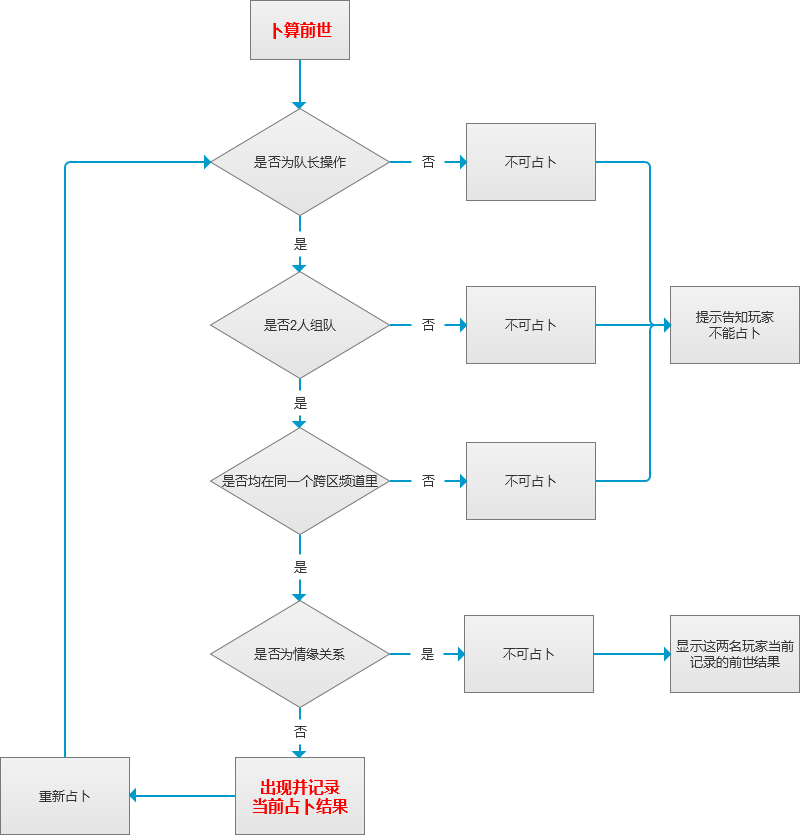 卜算前世
是否为队长操作
否
不可占卜
是
是否2人组队
否
不可占卜
提示告知玩家
不能占卜
是
是否均在同一个跨区频道里
否
不可占卜
是
是否为情缘关系
是
不可占卜
显示这两名玩家当前
记录的前世结果
否
重新占卜
出现并记录
当前占卜结果